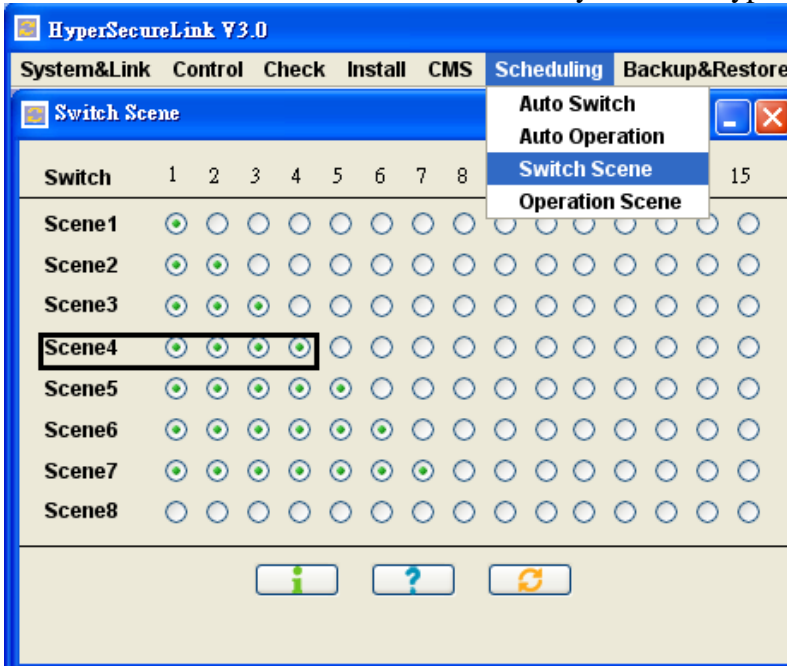 HyperSecureLink V3.0
System&Link Control Check Install CMS Scheduling Backup&Restore
Switch Scene
Auto Switch
Auto Operation
Switch Scene
Operation Scene
Switch 1 2 3 4 5 6 7 8 15
Scene1
Scene2
Scene3
Scene4
Scene5
Scene6
Scene7
Scene8
i ?